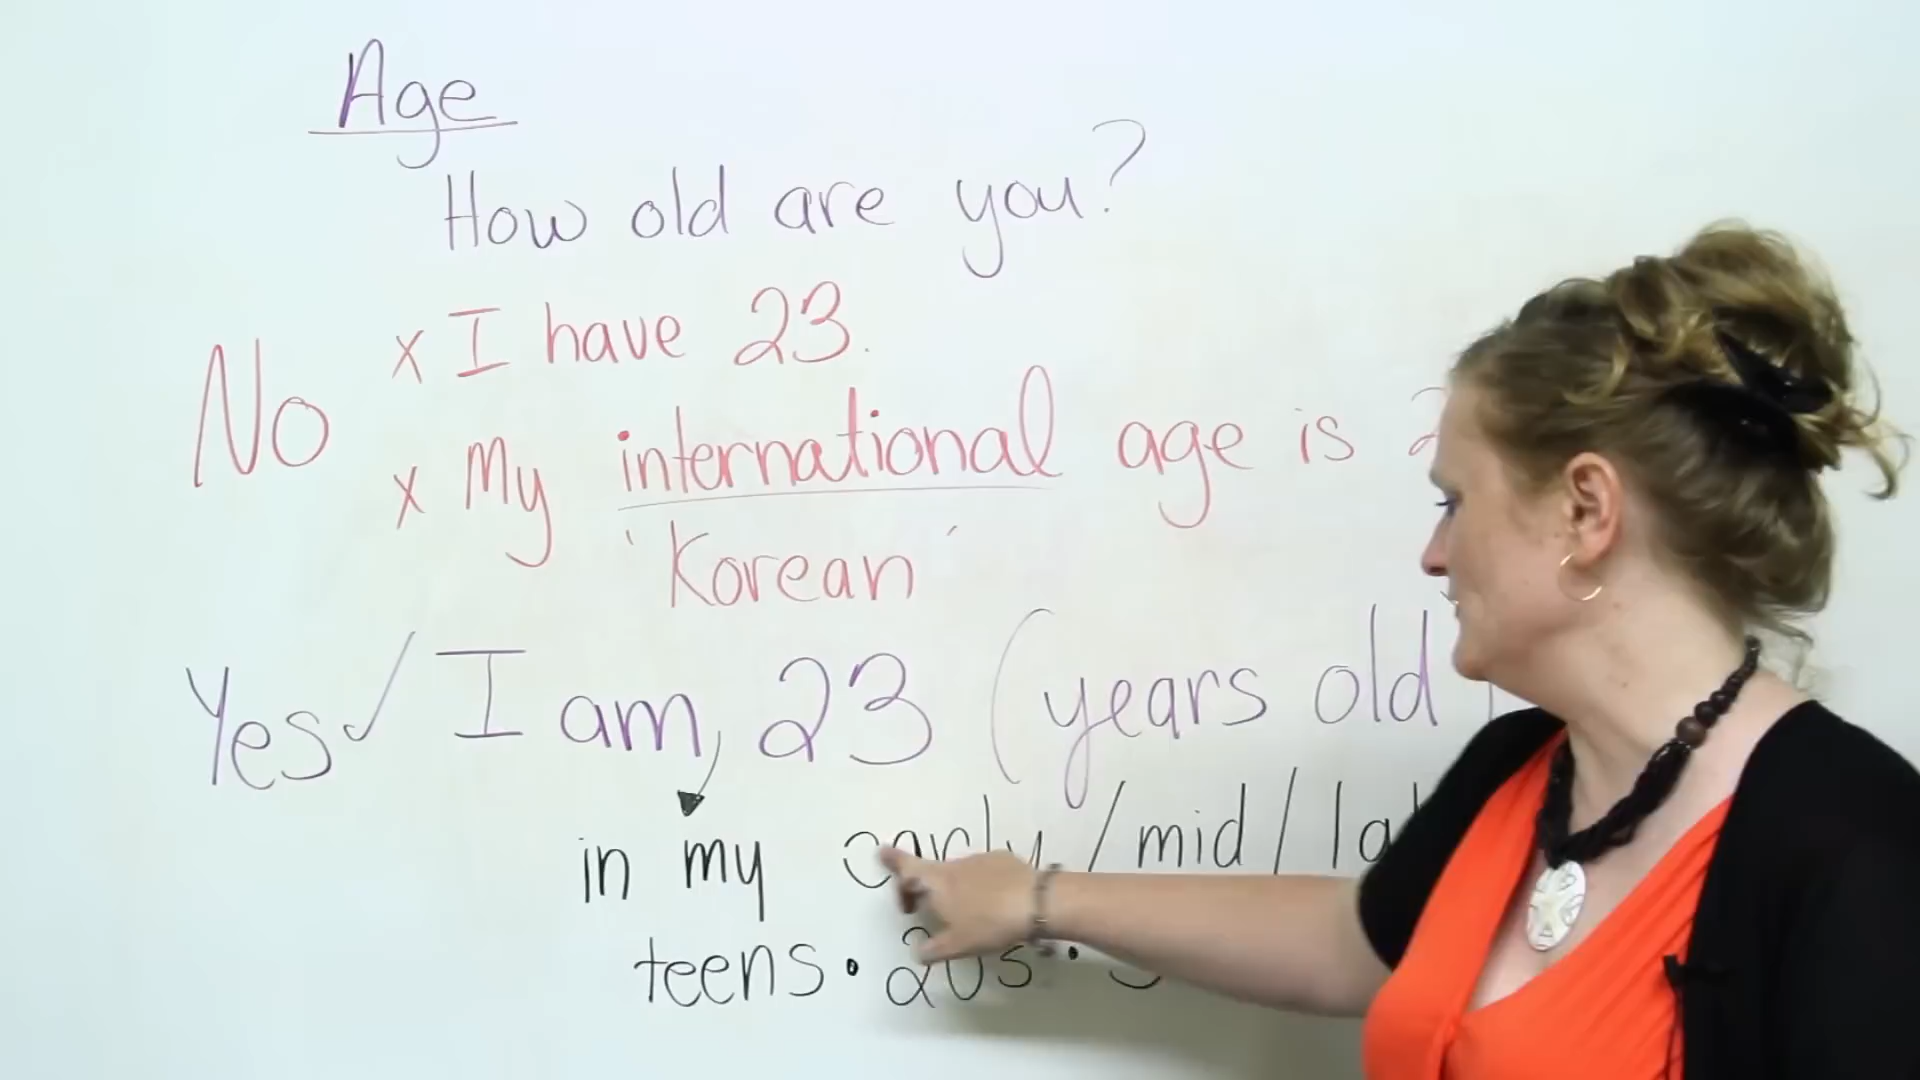 Age
How old are you?
No
x I have 23.
x My international age is
'Korean'
Yes ✓ I am, 23 (years old)
in my early / mid /
teens • 20s •